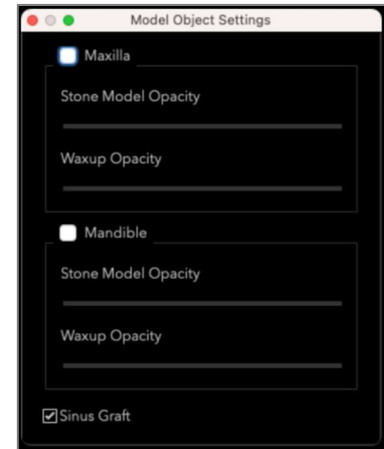 Model Object Settings
Maxilla
Stone Model Opacity
Waxup Opacity
Mandible
Stone Model Opacity
Waxup Opacity
Sinus Graft